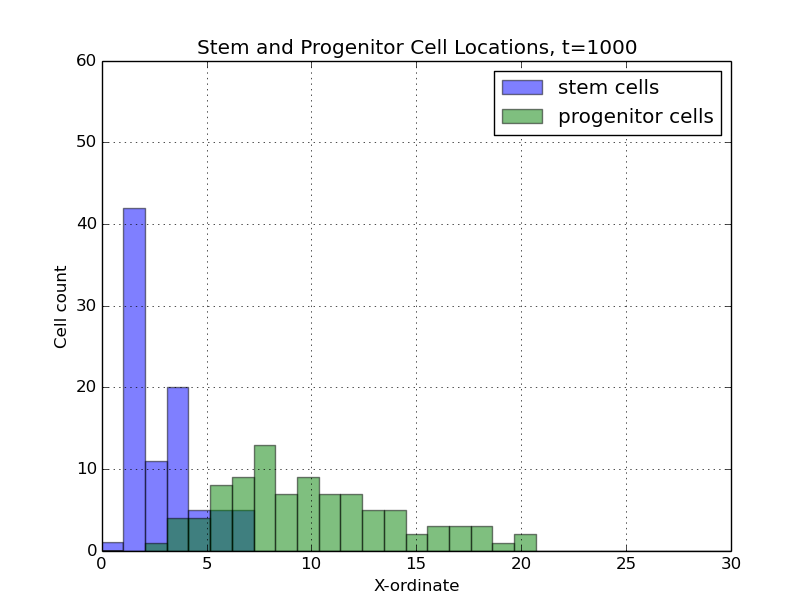 Stem and Progenitor Cell Locations, t=1000
60
50
40
30
20
10
0
Cell count
stem cells
progenitor cells
0 5 10 15 20 25 30
X-ordinate